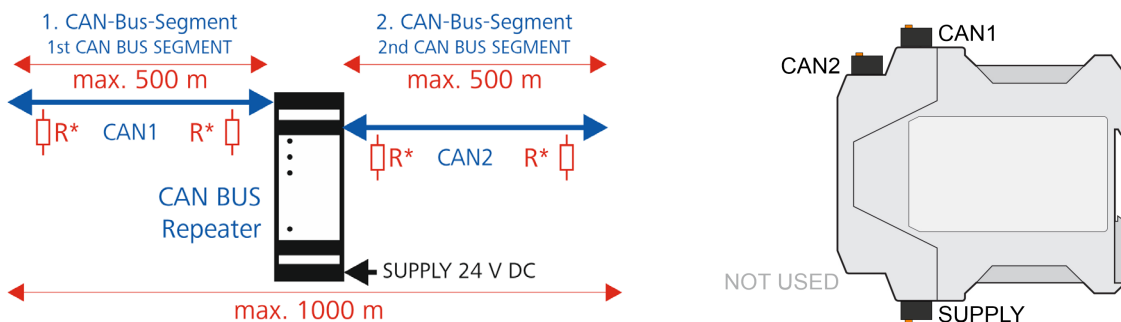 1. CAN-Bus-Segment
1st CAN BUS SEGMENT
max. 500 m
2. CAN-Bus-Segment
2nd CAN BUS SEGMENT
max. 500 m
R* CAN1 R*
R* CAN2 R*
CAN BUS
Repeater
SUPPLY 24 V DC
max. 1000 m
CAN1
CAN2
NOT USED
SUPPLY